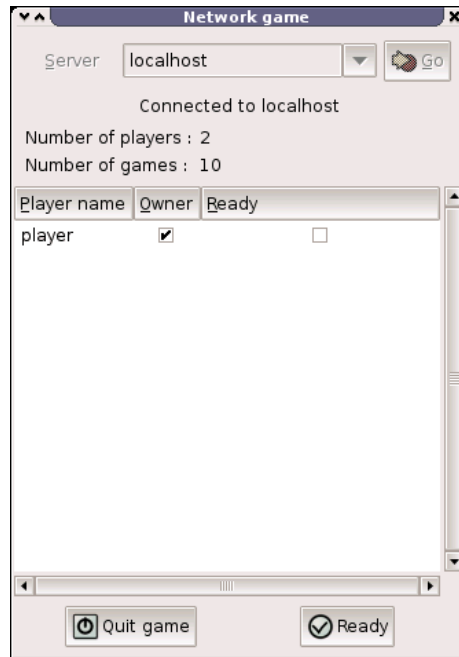 Network game
Server localhost Go
Connected to localhost
Number of players : 2
Number of games : 10
Player name Owner Ready
player
Quit game Ready